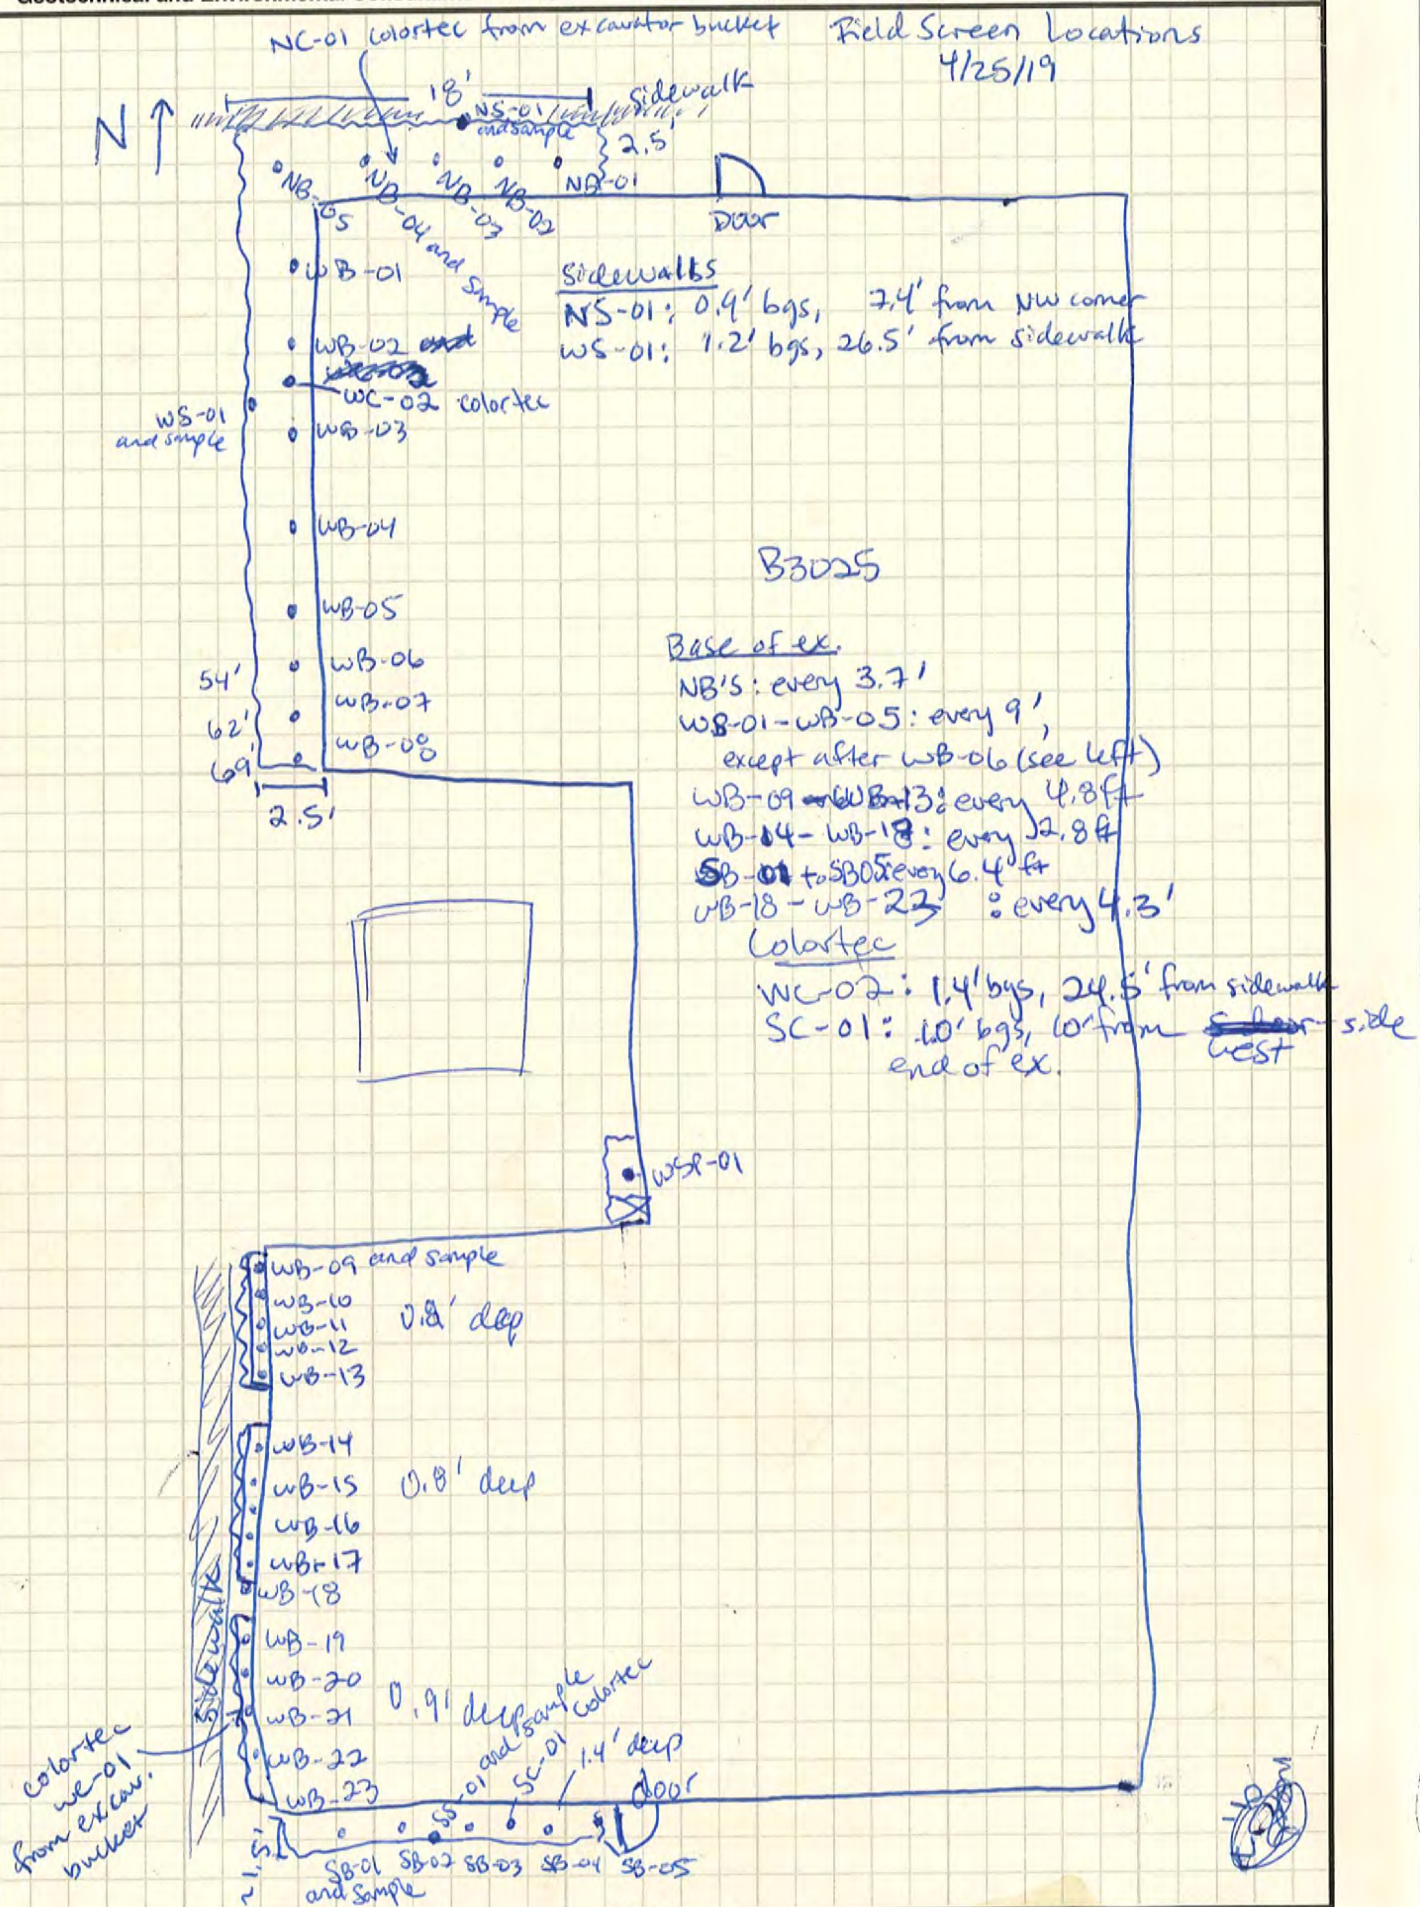 Geotechnical and Environmental Consultants
NC-01 colortec from excavator bucket
Field Screen Locations
4/25/19
N
18'
sidewalk
NS-01
and sample
2.5'
NB-05
NB-04 and sample
NB-03
NB-02
NB-01
Door
WB-01
Sidewalls
NS-01: 0.9' bgs, 7.4' from NW corner
WS-01: 1.2' bgs, 26.5' from sidewalk
WB-02
WC-02 colortec
WS-01
and sample
WB-03
WB-04
B3025
WB-05
WB-06
54'
WB-07
62'
WB-08
69'
2.5'
Base of ex.
NB'S: every 3.7'
WB-01-WB-05: every 9',
except after WB-06 (see left)
WB-09 WB-13: every 4.8ft
WB-14- WB-18: every 2.8ft
SB-01 to SB05: every 6.4' ft
WB-18 - WB-23 : every 4.3'
Colortec
WC-02: 1.4' bgs, 24.5' from sidewalk
SC-01: 1.0' bgs, 10' from side
west
end of ex.
WSP-01
WB-09 and sample
WB-10
WB-11
WB-12
WB-13
0.8' deep
WB-14
WB-15
0.8' deep
WB-16
WB-17
WB-18
Sidewalk
WB-19
WB-20
WB-21
0.9' deep
WB-22
WB-23
colortec
WC-01
from excav.
bucket
SS-01 and sample
SC-01 colortec
1.4' deep
door
~1.5'
SB-01
and sample
SB-02
SB-03
SB-04
SB-05